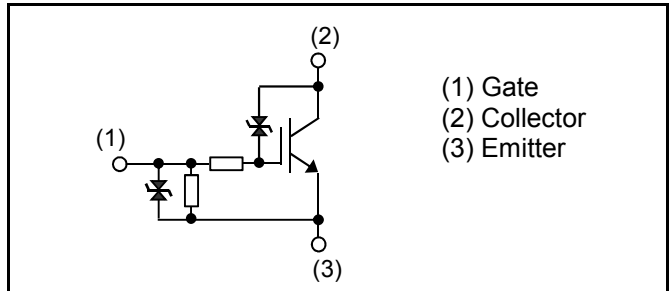 (2)
(1)
(3)
(1) Gate
(2) Collector
(3) Emitter